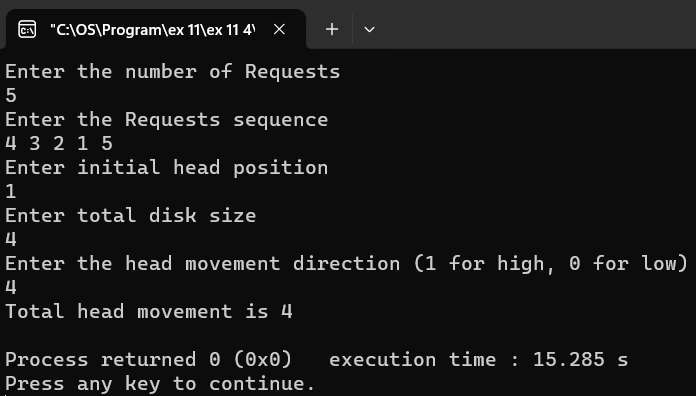 "C:\OS\Program\ex 11\ex 11 4\
Enter the number of Requests
5
Enter the Requests sequence
4 3 2 1 5
Enter initial head position
1
Enter total disk size
4
Enter the head movement direction (1 for high, 0 for low)
4
Total head movement is 4
Process returned 0 (0x0)   execution time : 15.285 s
Press any key to continue.